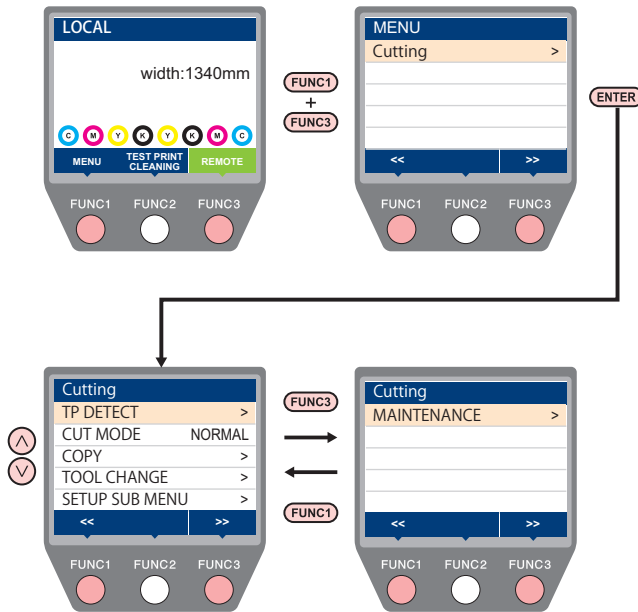 LOCAL
width:1340mm
C M Y K Y K M C
MENU TEST PRINT CLEANING REMOTE
FUNC1 FUNC2 FUNC3
FUNC1
+
FUNC3
MENU
Cutting >
<< >>
FUNC1 FUNC2 FUNC3
ENTER
Cutting
TP DETECT >
CUT MODE NORMAL
COPY >
TOOL CHANGE >
SETUP SUB MENU >
<< >>
FUNC1 FUNC2 FUNC3
FUNC3
FUNC1
Cutting
MAINTENANCE >
<< >>
FUNC1 FUNC2 FUNC3